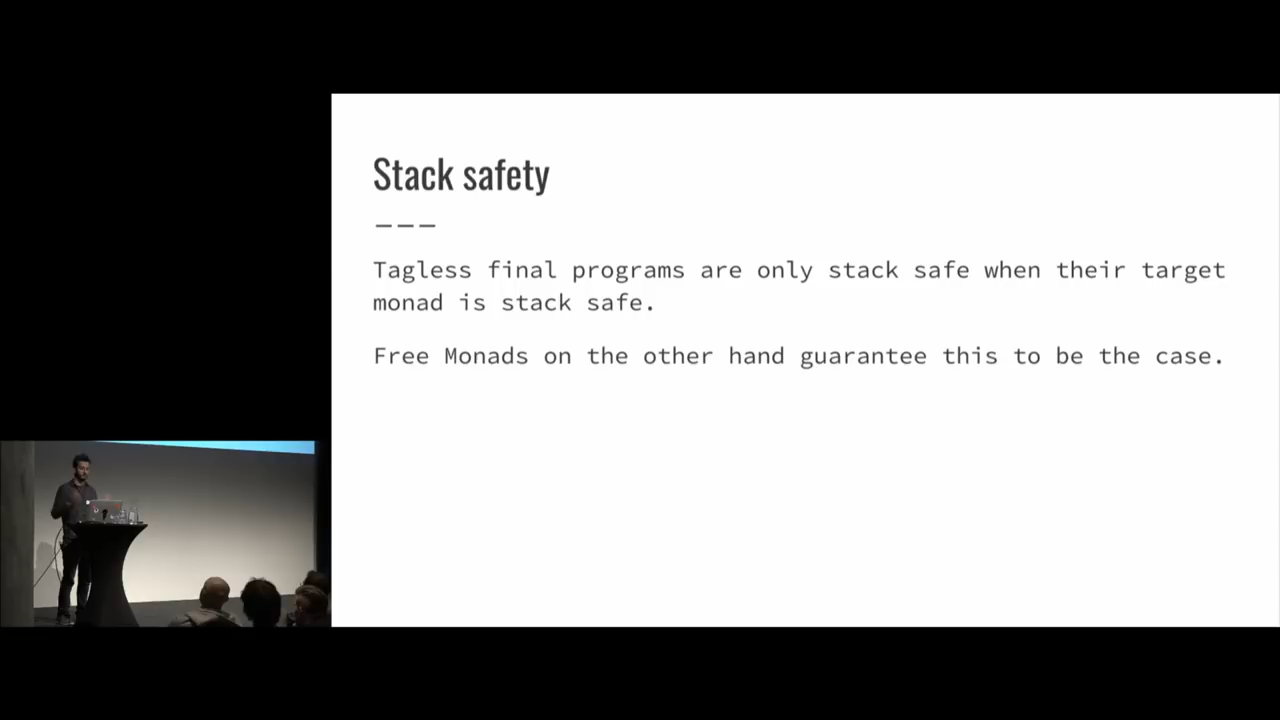 Stack safety
———
Tagless final programs are only stack safe when their target
monad is stack safe.
Free Monads on the other hand guarantee this to be the case.